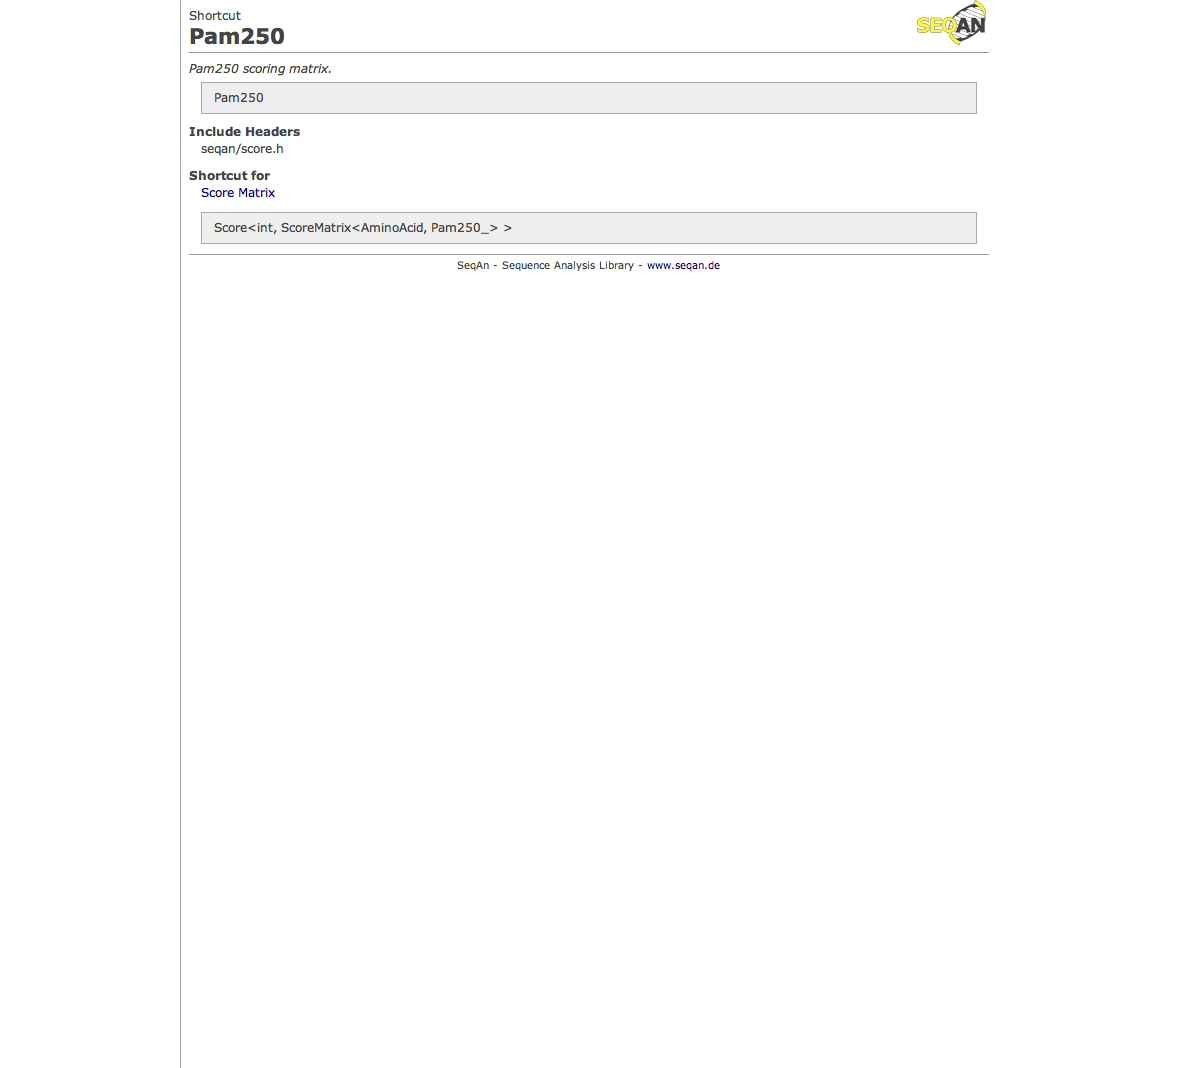 Shortcut
SEQAN
Pam250
Pam250 scoring matrix.
Pam250
Include Headers
seqan/score.h
Shortcut for
Score Matrix
Score<int, ScoreMatrix<AminoAcid, Pam250_> >
SeqAn - Sequence Analysis Library - www.seqan.de